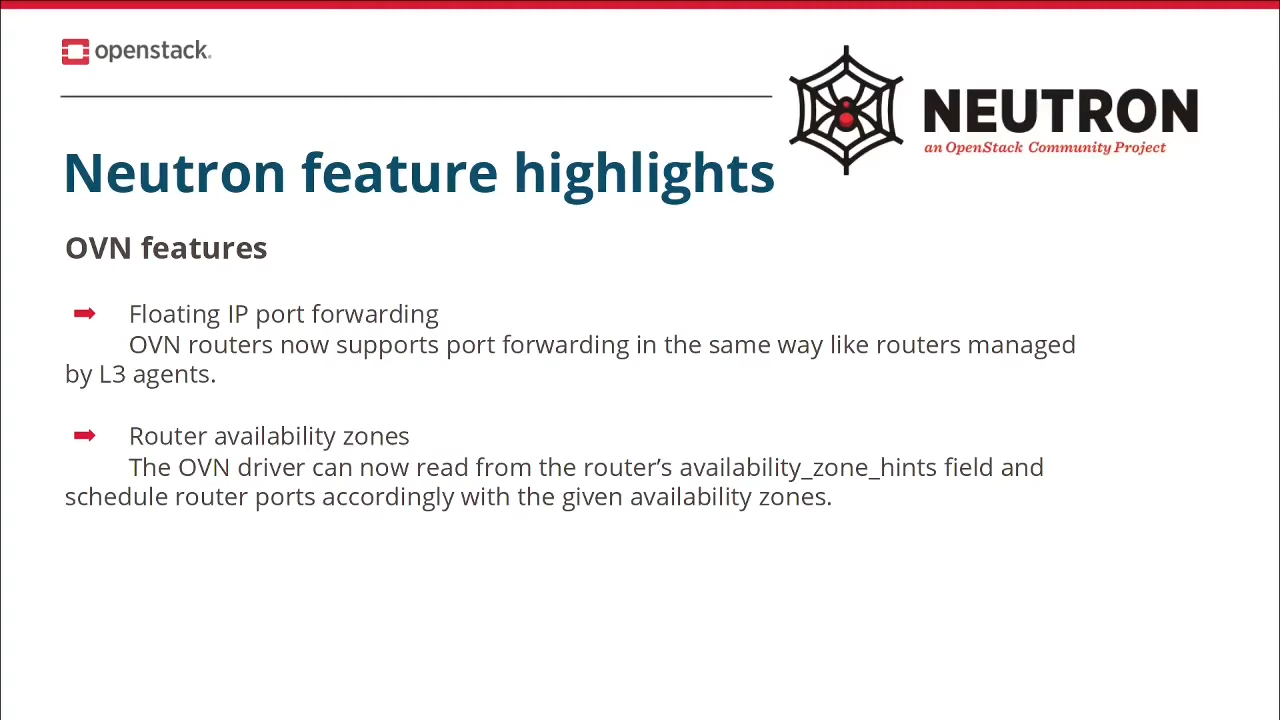 openstack.
NEUTRON
an OpenStack Community Project
Neutron feature highlights
OVN features
Floating IP port forwarding
OVN routers now supports port forwarding in the same way like routers managed
by L3 agents.
Router availability zones
The OVN driver can now read from the router’s availability_zone_hints field and
schedule router ports accordingly with the given availability zones.